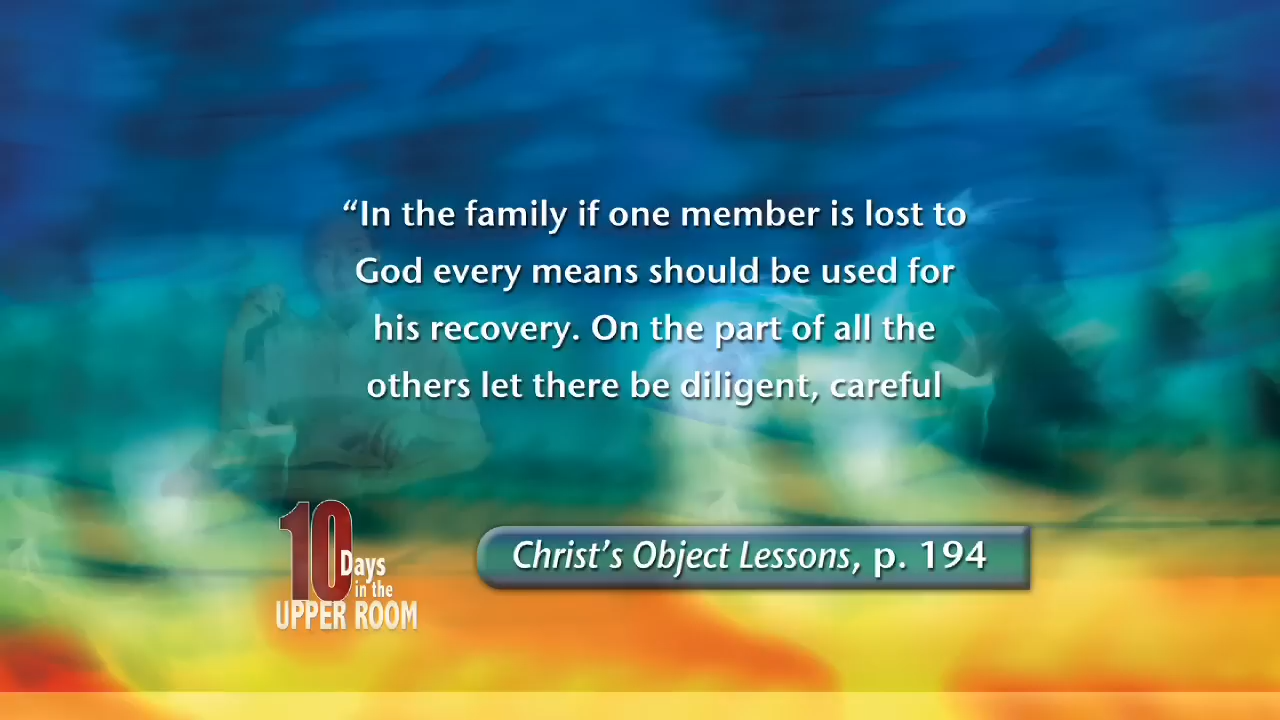 “In the family if one member is lost to
God every means should be used for
his recovery. On the part of all the
others let there be diligent, careful
10
Days
in the
UPPER ROOM
Christ’s Object Lessons, p. 194